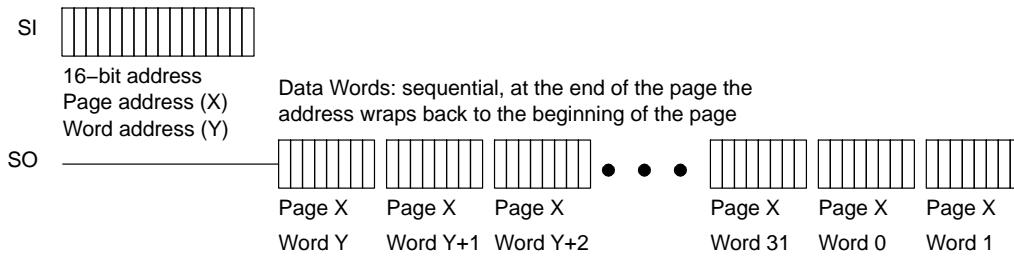 SI
16−bit address
Page address (X)
Word address (Y)
Data Words: sequential, at the end of the page the
address wraps back to the beginning of the page
SO
Page X Page X Page X Page X Page X Page X
Word Y Word Y+1 Word Y+2 Word 31 Word 0 Word 1